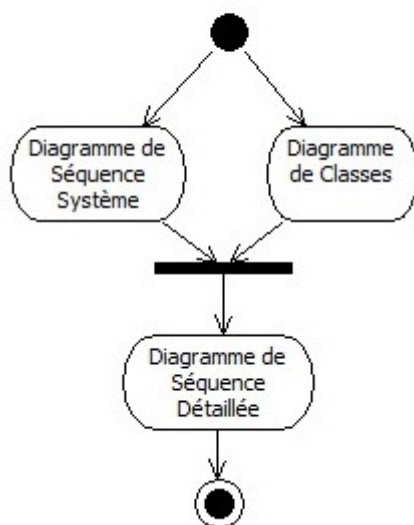 Diagramme de
Séquence
Système
Diagramme
de Classes
Diagramme de
Séquence
Détaillée